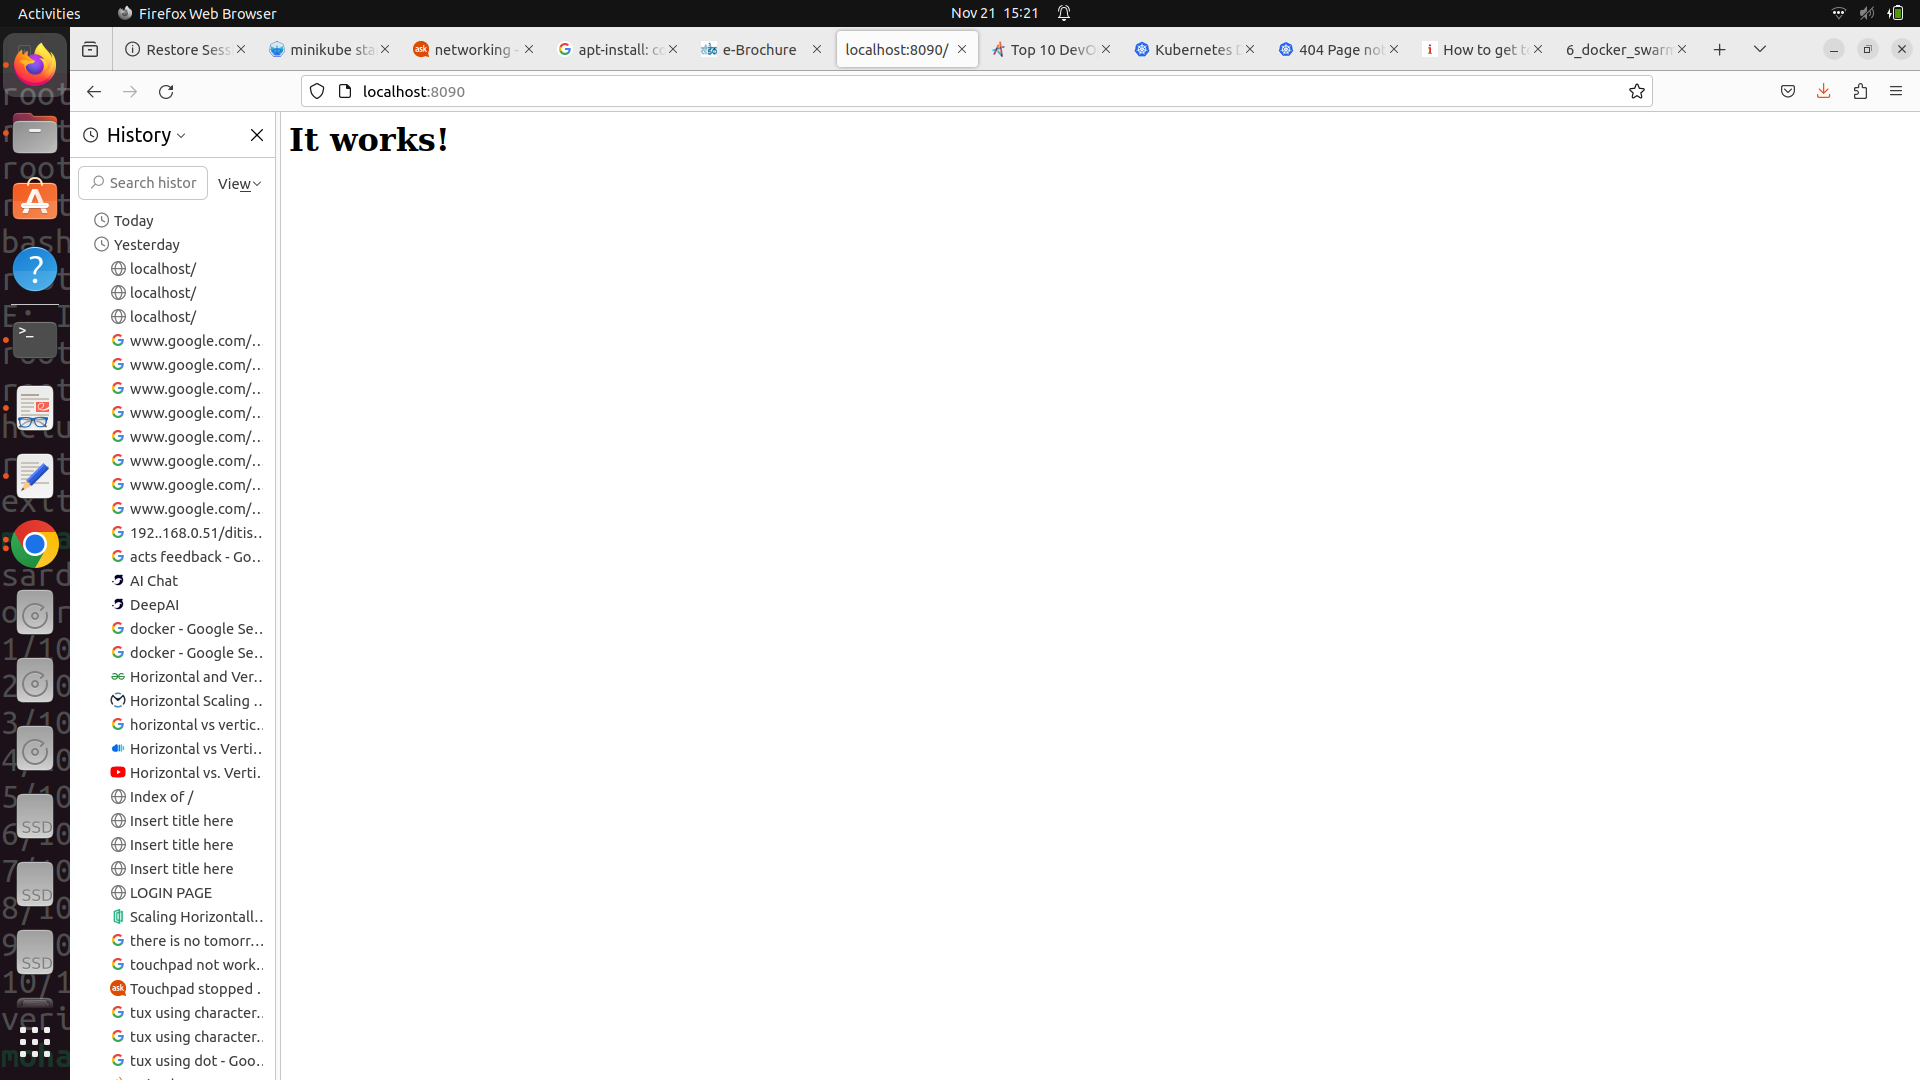 Activities
Firefox Web Browser
Nov 21 15:21
Restore Sess
minikube sta
networking -
apt-install: co
e-Brochure
localhost:8090/
Top 10 DevO
Kubernetes D
404 Page not
How to get t
6_docker_swarm
localhost:8090
History
Search histor
View
It works!
Today
Yesterday
localhost/
localhost/
localhost/
www.google.com/…
www.google.com/…
www.google.com/…
www.google.com/…
www.google.com/…
www.google.com/…
www.google.com/…
www.google.com/…
192..168.0.51/ditis…
acts feedback - Go…
AI Chat
DeepAI
docker - Google Se…
docker - Google Se…
Horizontal and Ver…
Horizontal Scaling …
horizontal vs vertic…
Horizontal vs Verti…
Horizontal vs. Verti…
Index of /
Insert title here
Insert title here
Insert title here
LOGIN PAGE
Scaling Horizontall…
there is no tomorr…
touchpad not work…
Touchpad stopped …
tux using character…
tux using character…
tux using dot - Goo…
SSD
SSD
SSD